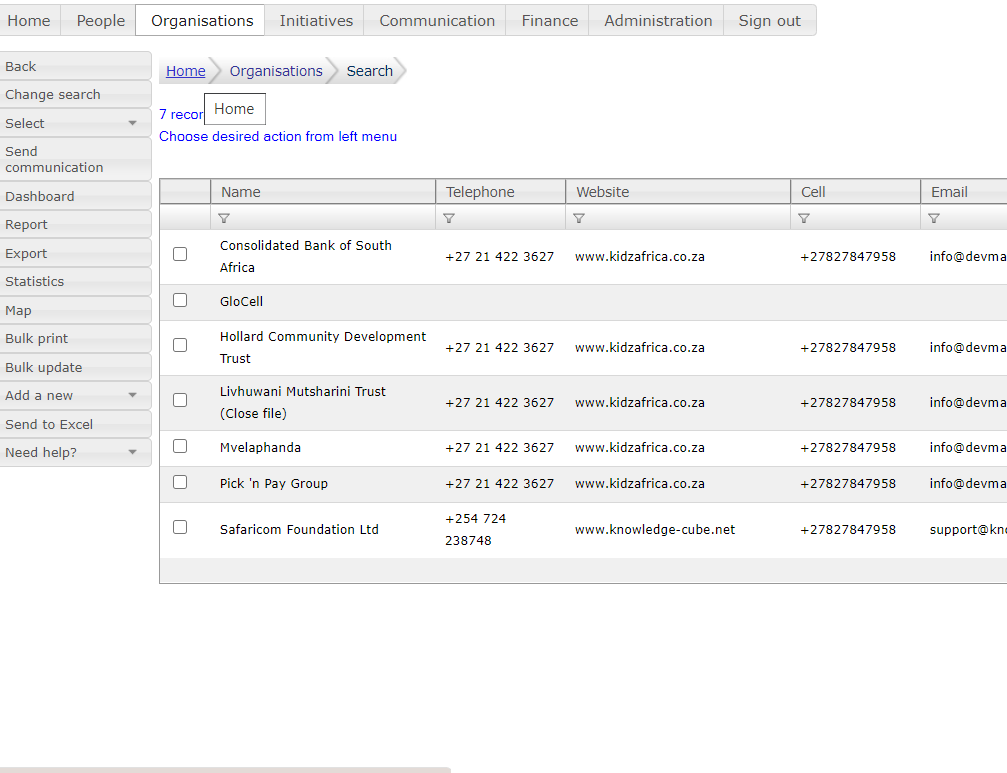 Home People Organisations Initiatives Communication Finance Administration Sign out
Back
Change search
Select
Send
communication
Dashboard
Report
Export
Statistics
Map
Bulk print
Bulk update
Add a new
Send to Excel
Need help?
Home Organisations Search
7 recor
Home
Choose desired action from left menu
Name Telephone Website Cell Email
Consolidated Bank of South
Africa
+27 21 422 3627 www.kidzafrica.co.za +27827847958 info@devma
GloCell
Hollard Community Development
Trust
+27 21 422 3627 www.kidzafrica.co.za +27827847958 info@devma
Livhuwani Mutsharini Trust
(Close file)
+27 21 422 3627 www.kidzafrica.co.za +27827847958 info@devma
Mvelaphanda +27 21 422 3627 www.kidzafrica.co.za +27827847958 info@devma
Pick 'n Pay Group +27 21 422 3627 www.kidzafrica.co.za +27827847958 info@devma
Safaricom Foundation Ltd
+254 724
238748
www.knowledge-cube.net +27827847958 support@kno